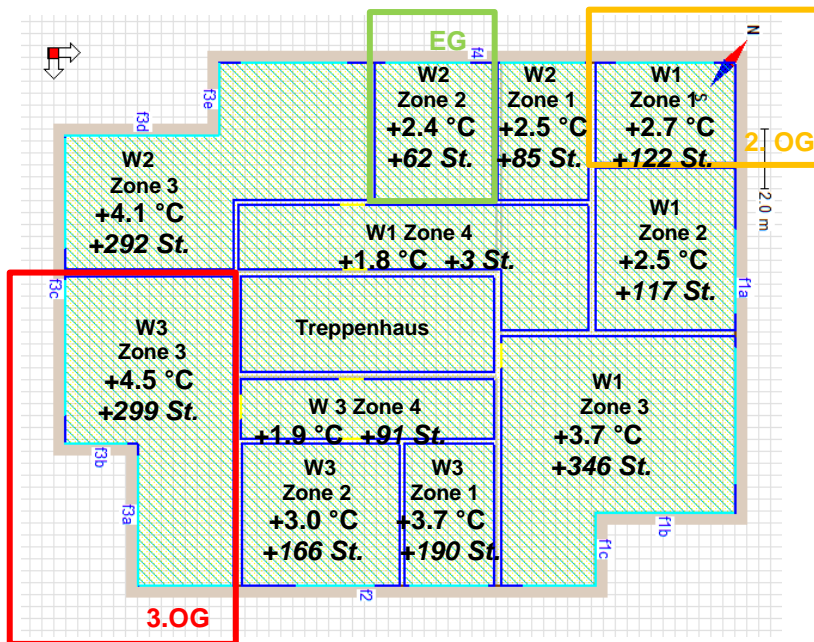 EG
f4
N
W2
Zone 2
+2.4 °C
+62 St.
W2
Zone 1
+2.5 °C
+85 St.
W1
Zone 1
S
+2.7 °C
+122 St.
2. OG
f3e
f3d
W2
Zone 3
+4.1 °C
+292 St.
W1 Zone 4
+1.8 °C +3 St.
W1
Zone 2
+2.5 °C
+117 St.
2.0 m
f1a
f3c
W3
Zone 3
+4.5 °C
+299 St.
Treppenhaus
W 3 Zone 4
+1.9 °C +91 St.
W1
Zone 3
+3.7 °C
+346 St.
f3b
f3a
W3
Zone 2
+3.0 °C
+166 St.
W3
Zone 1
+3.7 °C
+190 St.
f1c
f1b
f2
3.OG